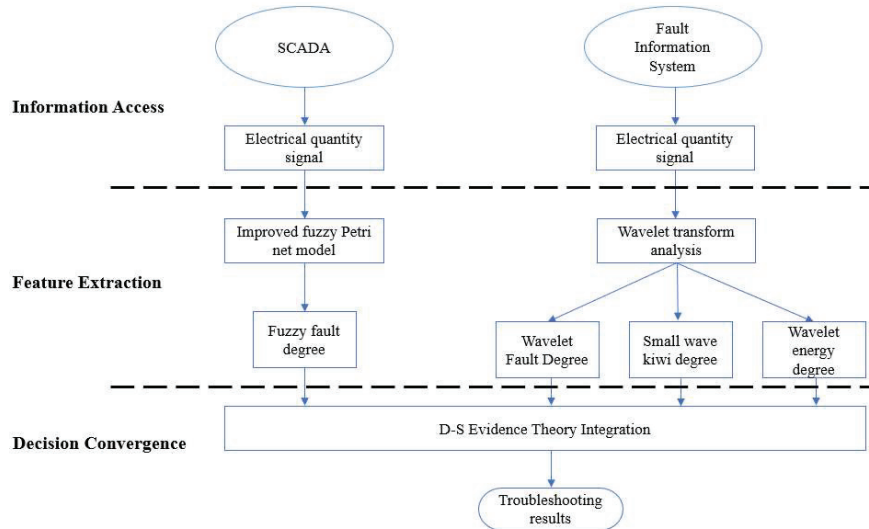 SCADA
Fault
Information
System
Information Access
Electrical quantity
signal
Electrical quantity
signal
Improved fuzzy Petri
net model
Wavelet transform
analysis
Feature Extraction
Fuzzy fault
degree
Wavelet
Fault Degree
Small wave
kiwi degree
Wavelet
energy
degree
Decision Convergence
D-S Evidence Theory Integration
Troubleshooting
results